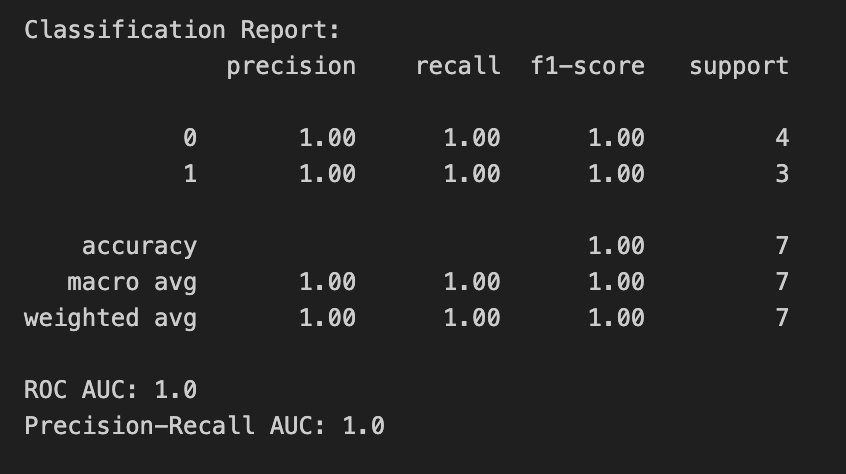 Classification Report:
precision recall f1-score support
0 1.00 1.00 1.00 4
1 1.00 1.00 1.00 3
accuracy 1.00 7
macro avg 1.00 1.00 1.00 7
weighted avg 1.00 1.00 1.00 7
ROC AUC: 1.0
Precision-Recall AUC: 1.0